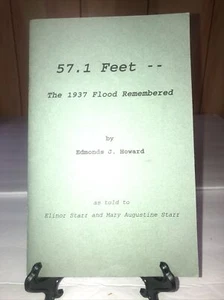 57.1 Feet --
The 1937 Flood Remembered
by
Edmonds J. Howard
as told to
Elinor Starr and Mary Augustine Starr